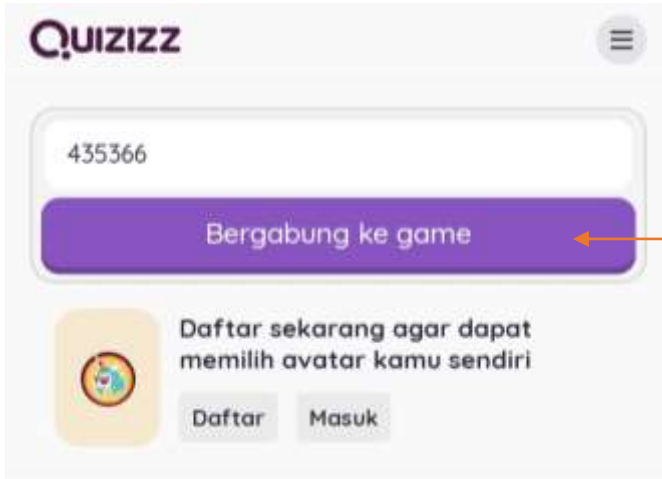 Quizizz
435366
Bergabung ke game
Daftar sekarang agar dapat
memilih avatar kamu sendiri
Daftar Masuk